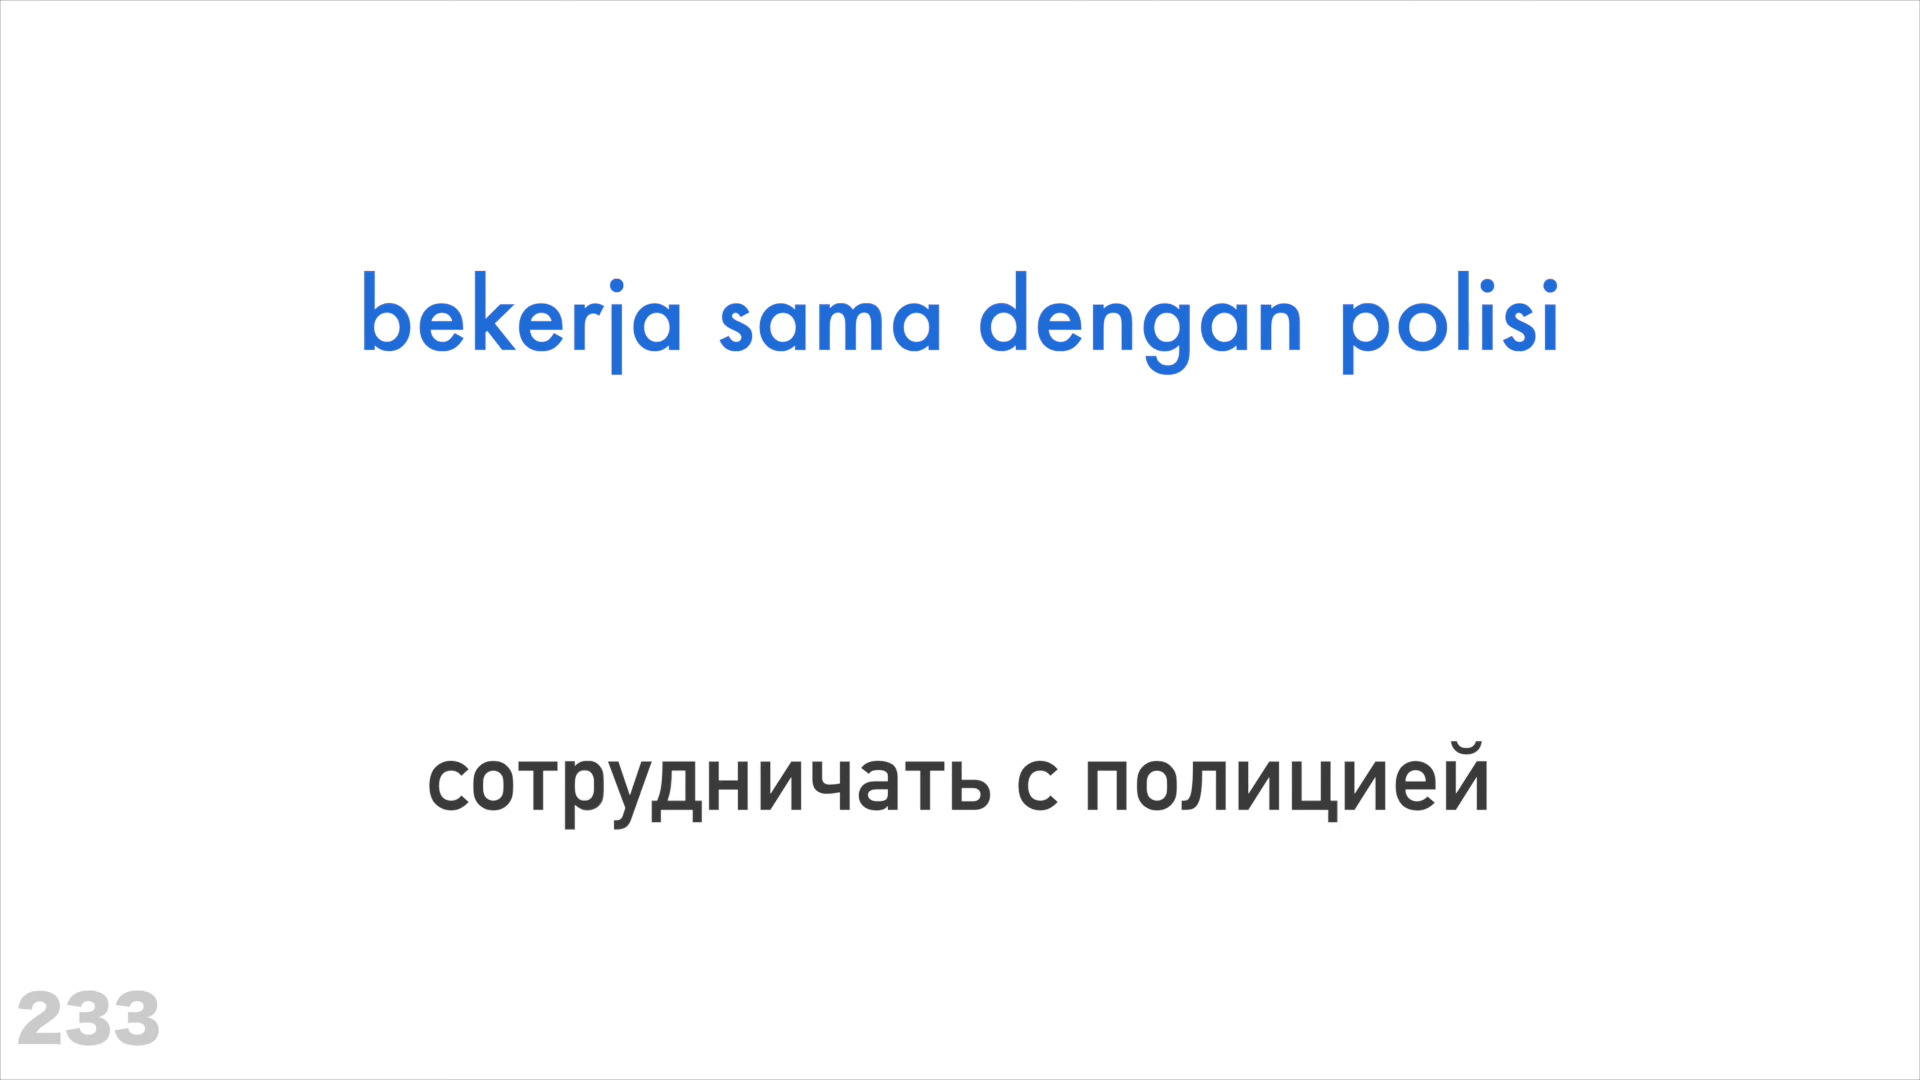 bekerja sama dengan polisi
сотрудничать с полицией
233